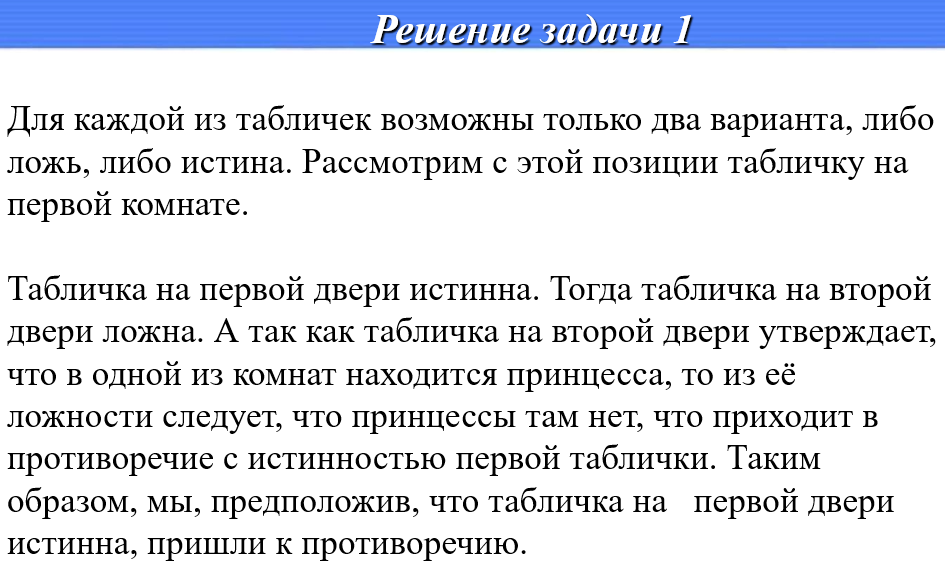 Решение задачи 1
Для каждой из табличек возможны только два варианта, либо
ложь, либо истина. Рассмотрим с этой позиции табличку на
первой комнате.
Табличка на первой двери истинна. Тогда табличка на второй
двери ложна. А так как табличка на второй двери утверждает,
что в одной из комнат находится принцесса, то из её
ложности следует, что принцессы там нет, что приходит в
противоречие с истинностью первой таблички. Таким
образом, мы, предположив, что табличка на   первой двери
истинна, пришли к противоречию.